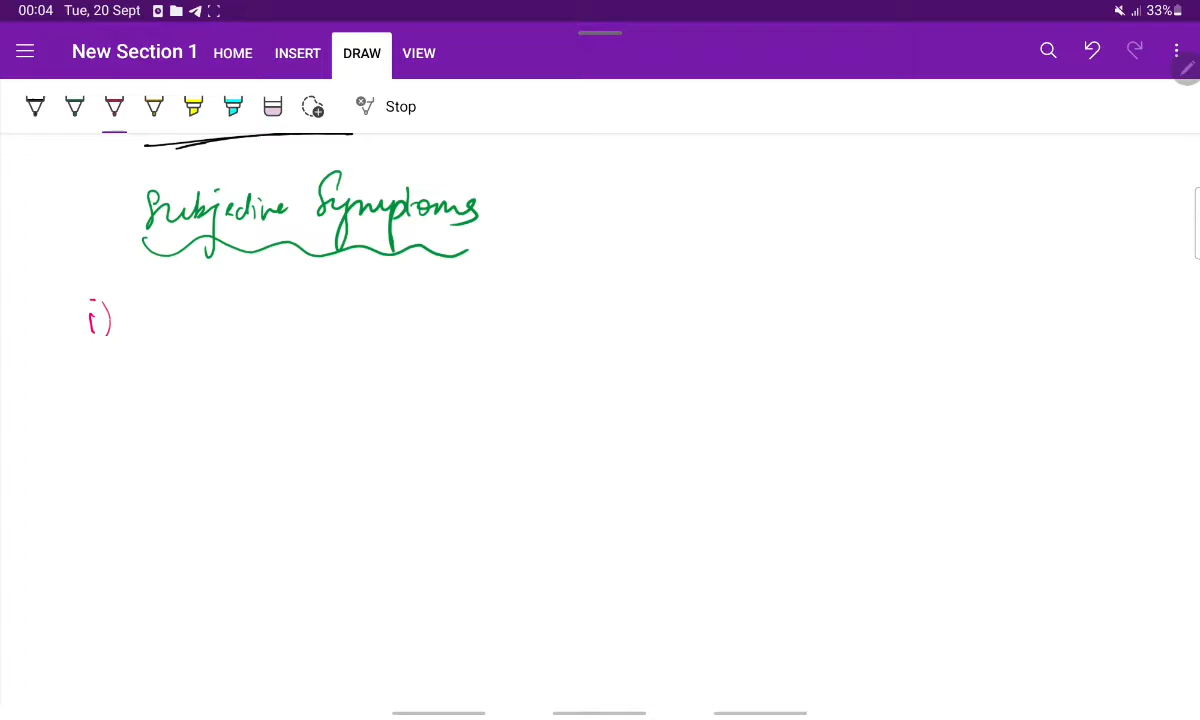 00:04 Tue, 20 Sept 33%
New Section 1 HOME INSERT DRAW VIEW
Stop
Subjective Symptoms
i)